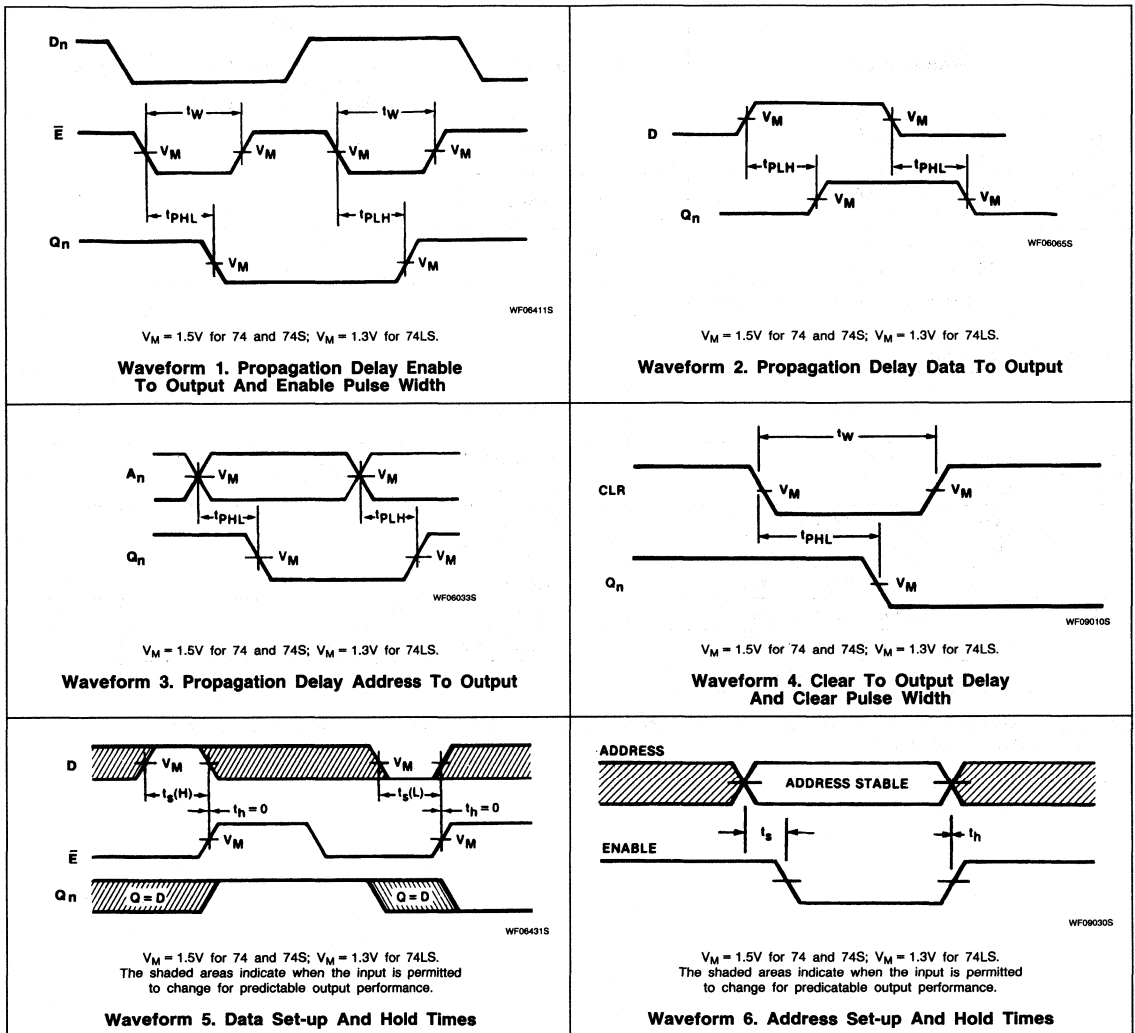 Dn
tW tW
Ē
VM VM VM VM
tPHL tPLH
Qn
VM VM
WF06411S
VM = 1.5V for 74 and 74S; VM = 1.3V for 74LS.
Waveform 1. Propagation Delay Enable
To Output And Enable Pulse Width
D
VM VM
tPLH tPHL
Qn
VM VM
WF06065S
VM = 1.5V for 74 and 74S; VM = 1.3V for 74LS.
Waveform 2. Propagation Delay Data To Output
An
VM VM
tPHL tPLH
Qn
VM VM
WF06033S
VM = 1.5V for 74 and 74S; VM = 1.3V for 74LS.
Waveform 3. Propagation Delay Address To Output
tW
CLR
VM VM
tPHL
Qn
VM
WF09010S
VM = 1.5V for 74 and 74S; VM = 1.3V for 74LS.
Waveform 4. Clear To Output Delay
And Clear Pulse Width
D
VM VM
ts(H) ts(L)
th = 0 th = 0
Ē
VM VM
Qn
Q = D Q = D
WF06431S
VM = 1.5V for 74 and 74S; VM = 1.3V for 74LS.
The shaded areas indicate when the input is permitted
to change for predictable output performance.
Waveform 5. Data Set-up And Hold Times
ADDRESS
ADDRESS STABLE
ts th
ENABLE
WF09030S
VM = 1.5V for 74 and 74S; VM = 1.3V for 74LS.
The shaded areas indicate when the input is permitted
to change for predicatable output performance.
Waveform 6. Address Set-up And Hold Times